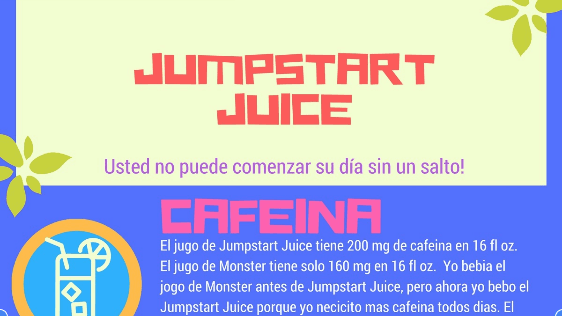 JUMPSTART
JUICE
Usted no puede comenzar su día sin un salto!
CAFEINA
El jugo de Jumpstart Juice tiene 200 mg de cafeina en 16 fl oz.
El jugo de Monster tiene solo 160 mg en 16 fl oz. Yo bebia el
jogo de Monster antes de Jumpstart Juice, pero ahora yo bebo el
Jumpstart Juice porque yo necicito mas cafeina todos dias. El